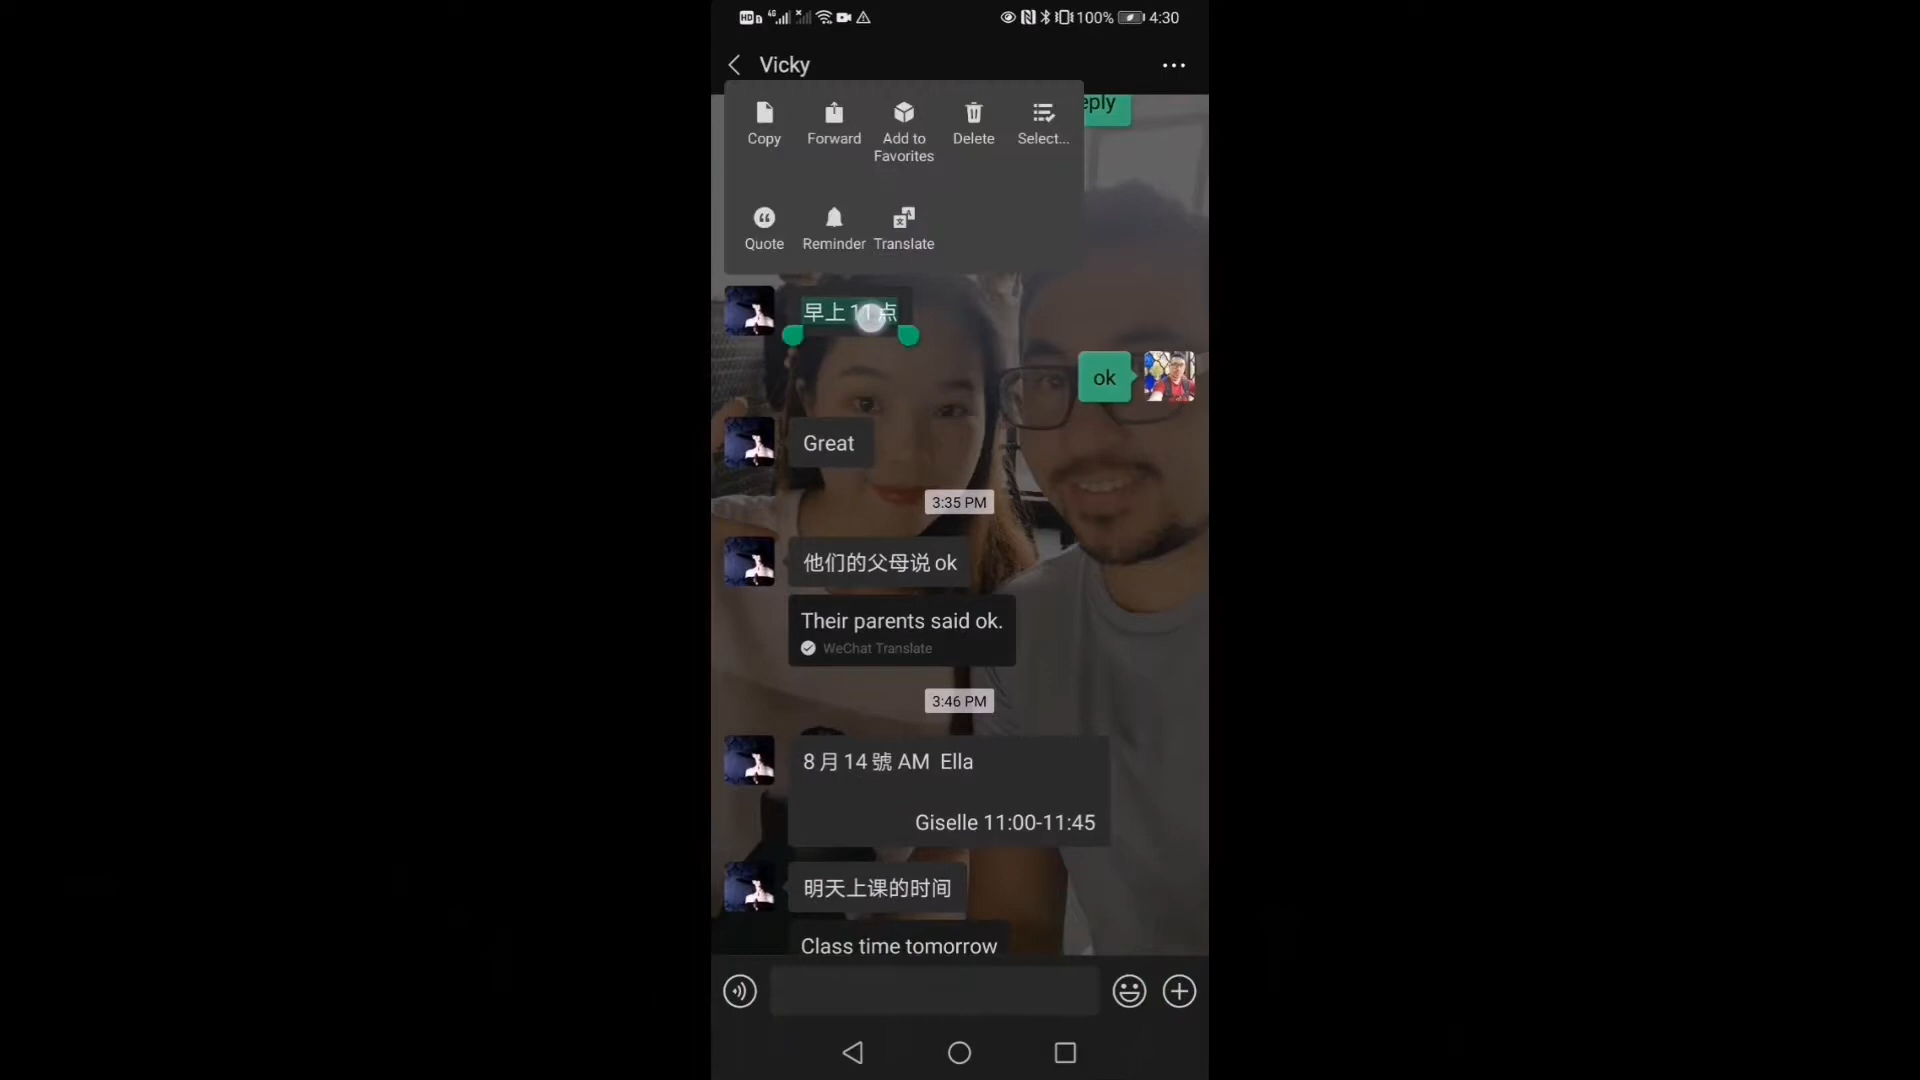 HD 4G 100% 4:30
Vicky
eply
Copy Forward Add to Favorites Delete Select...
Quote Reminder Translate
早上 11 点
ok
Great
3:35 PM
他们的父母说 ok
Their parents said ok.
WeChat Translate
3:46 PM
8 月 14 號 AM Ella
Giselle 11:00-11:45
明天上课的时间
Class time tomorrow